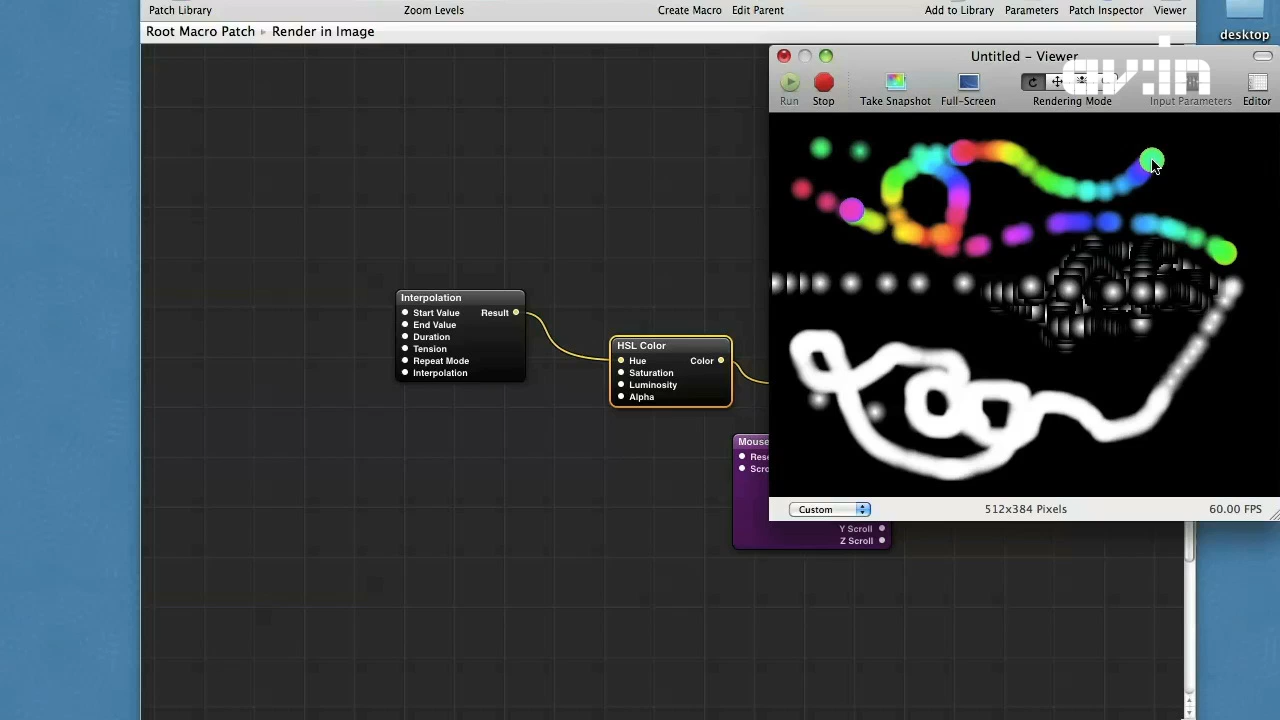 Patch Library Zoom Levels Create Macro Edit Parent Add to Library Parameters Patch Inspector Viewer
Root Macro Patch Render in Image
desktop
Untitled – Viewer
av:in
Run Stop Take Snapshot Full-Screen Rendering Mode Input Parameters Editor
Interpolation
Start Value Result
End Value
Duration
Tension
Repeat Mode
Interpolation
HSL Color
Hue Color
Saturation
Luminosity
Alpha
Mouse
Y Scroll
Z Scroll
Custom 512x384 Pixels 60.00 FPS